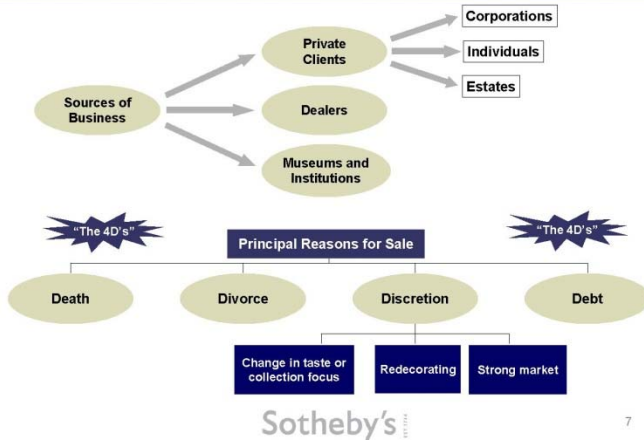 Corporations
Private
Clients
Individuals
Estates
Sources of
Business
Dealers
Museums and
Institutions
"The 4D's"
Principal Reasons for Sale
"The 4D's"
Death
Divorce
Discretion
Debt
Change in taste or
collection focus
Redecorating
Strong market
Sotheby's
7